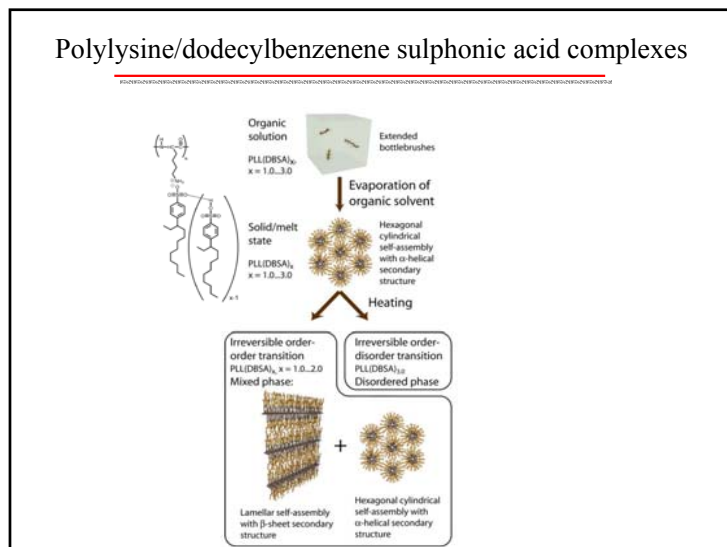 Polylysine/dodecylbenzenene sulphonic acid complexes
Organic
solution
PLL(DBSA)x,
x = 1.0...3.0
Extended
bottlebrushes
Evaporation of
organic solvent
Solid/melt
state
PLL(DBSA)x
x = 1.0...3.0
Hexagonal
cylindrical
self-assembly
with α-helical
secondary
structure
x-1
Heating
Irreversible order-
order transition
PLL(DBSA)x, x = 1.0...2.0
Mixed phase:
Irreversible order-
disorder transition
PLL(DBSA)3.0
Disordered phase
+
Lamellar self-assembly
with β-sheet secondary
structure
Hexagonal cylindrical
self-assembly with
α-helical secondary
structure